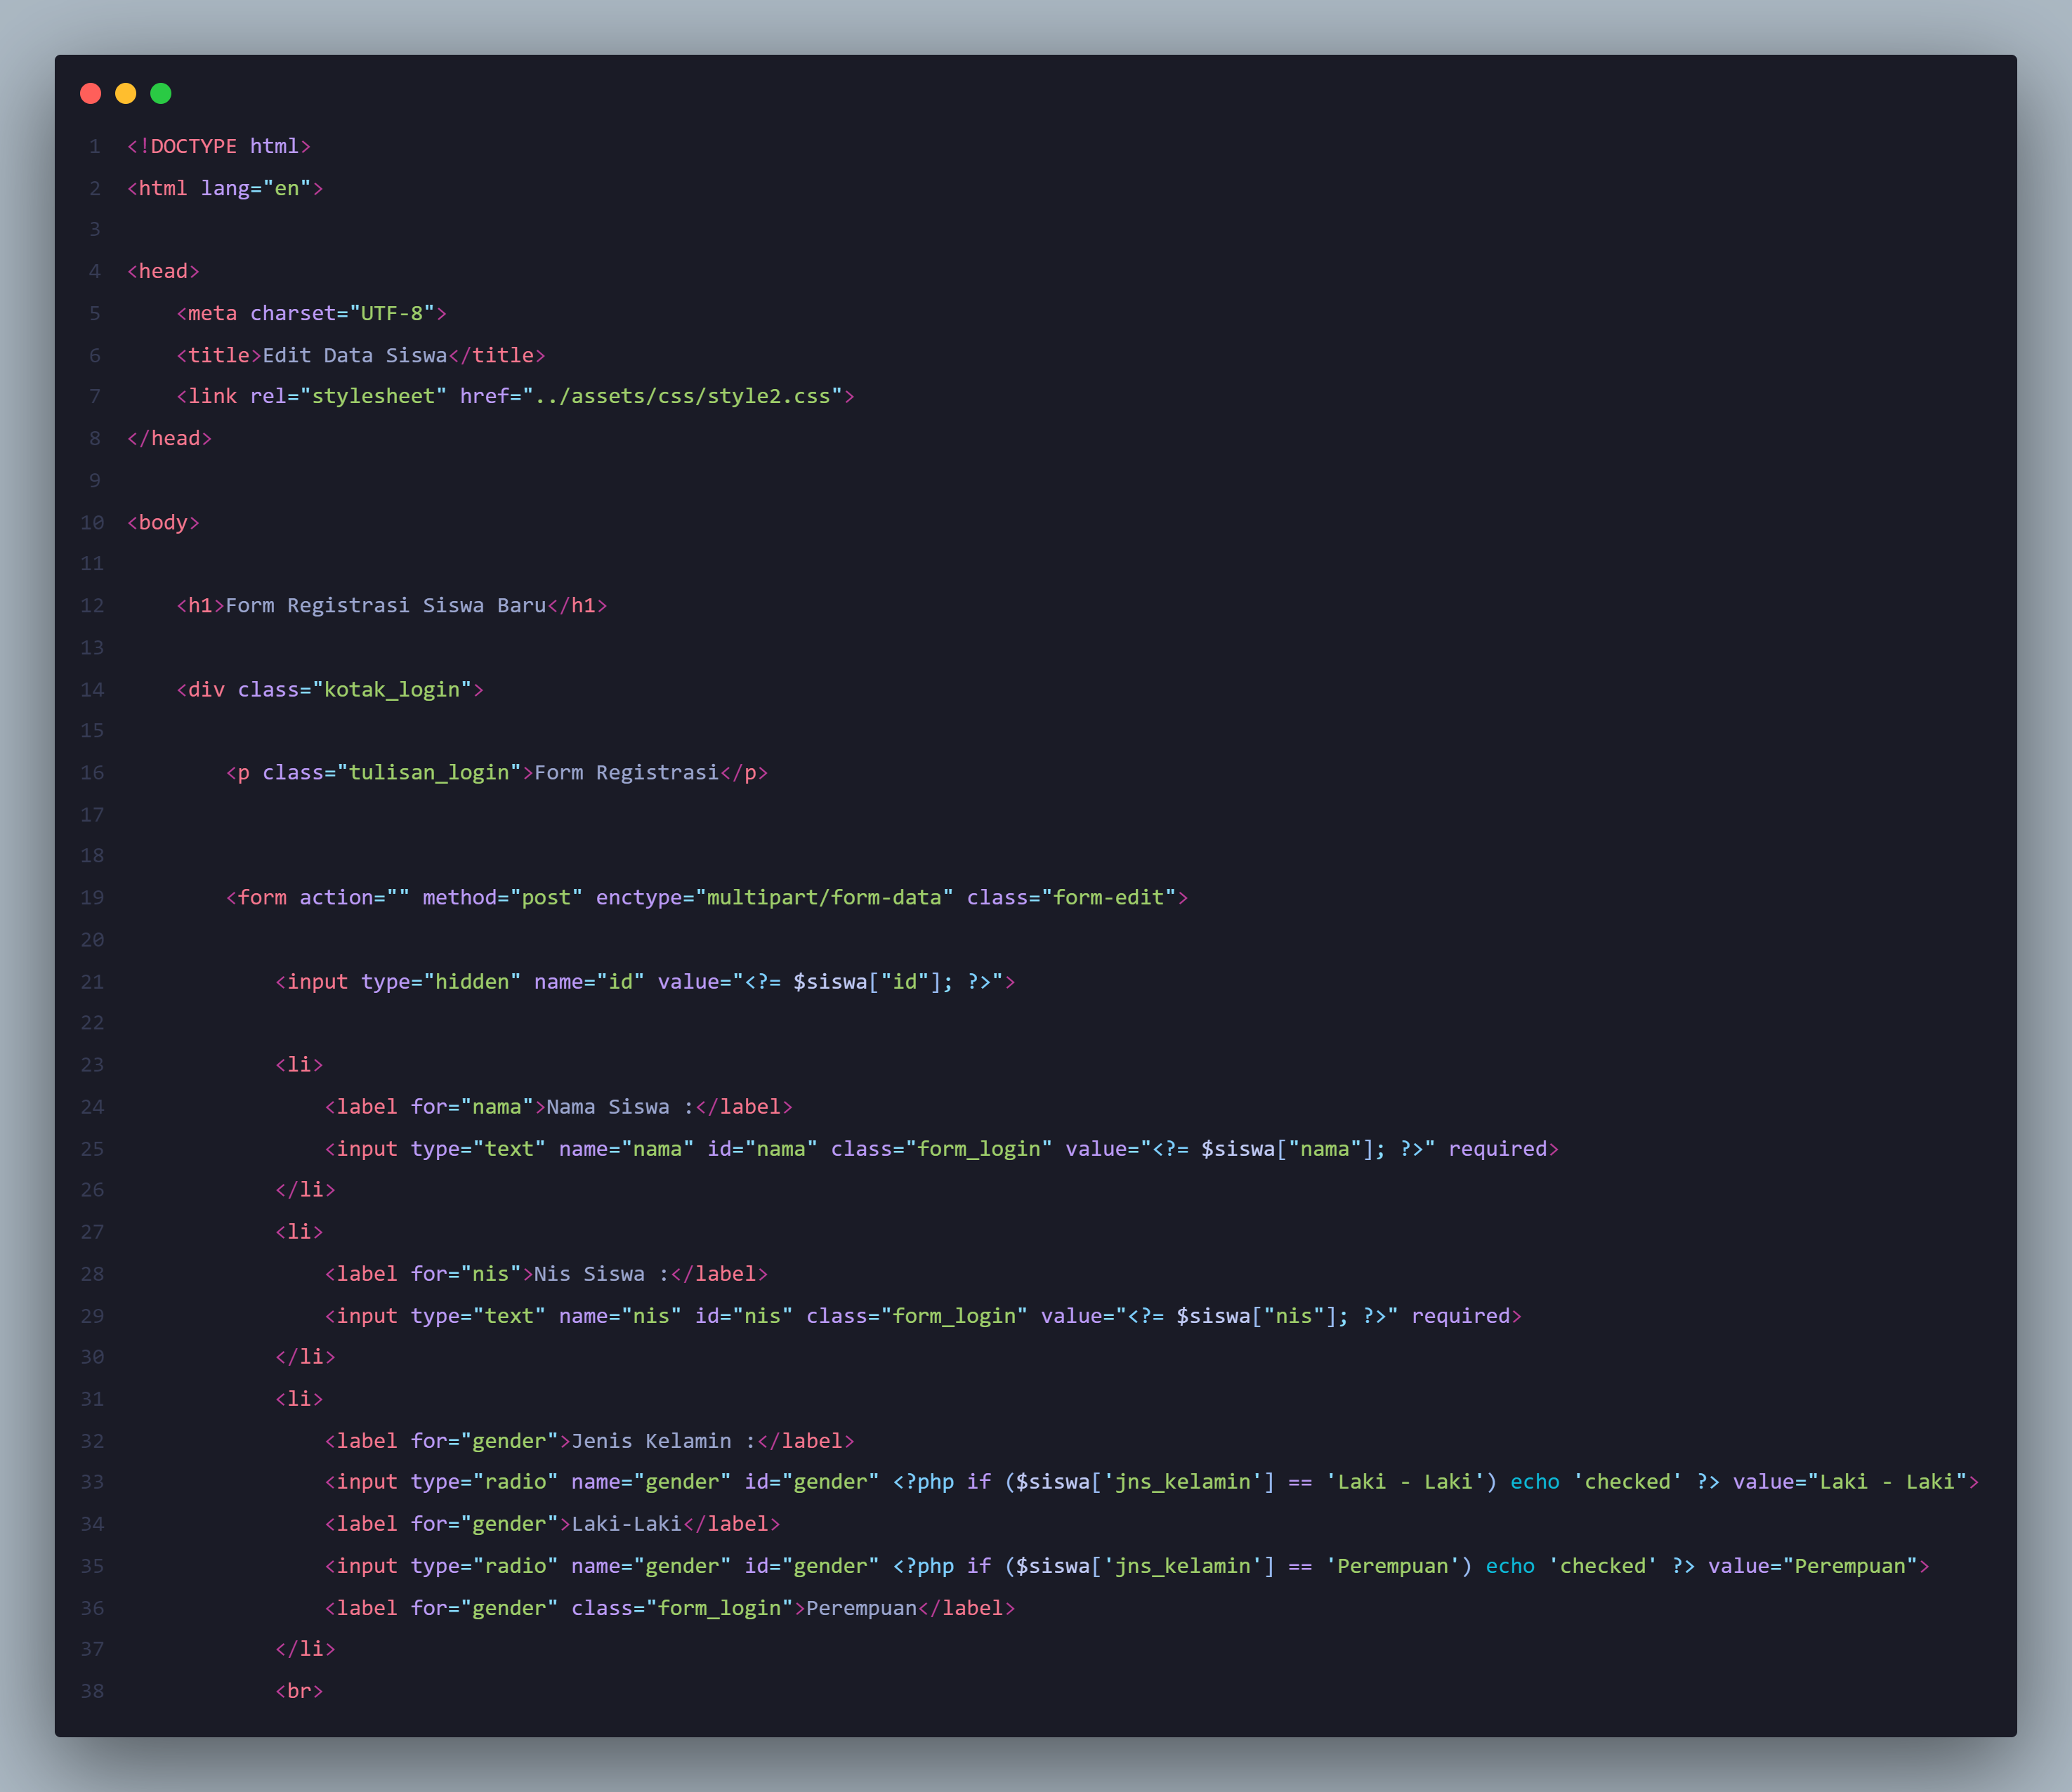 1 <!DOCTYPE html>
2 <html lang="en">
3
4 <head>
5     <meta charset="UTF-8">
6     <title>Edit Data Siswa</title>
7     <link rel="stylesheet" href="../assets/css/style2.css">
8 </head>
9
10 <body>
11
12     <h1>Form Registrasi Siswa Baru</h1>
13
14     <div class="kotak_login">
15
16         <p class="tulisan_login">Form Registrasi</p>
17
18
19         <form action="" method="post" enctype="multipart/form-data" class="form-edit">
20
21             <input type="hidden" name="id" value="<?= $siswa["id"]; ?>">
22
23             <li>
24                 <label for="nama">Nama Siswa :</label>
25                 <input type="text" name="nama" id="nama" class="form_login" value="<?= $siswa["nama"]; ?>" required>
26             </li>
27             <li>
28                 <label for="nis">Nis Siswa :</label>
29                 <input type="text" name="nis" id="nis" class="form_login" value="<?= $siswa["nis"]; ?>" required>
30             </li>
31             <li>
32                 <label for="gender">Jenis Kelamin :</label>
33                 <input type="radio" name="gender" id="gender" <?php if ($siswa['jns_kelamin'] == 'Laki - Laki') echo 'checked' ?> value="Laki - Laki">
34                 <label for="gender">Laki-Laki</label>
35                 <input type="radio" name="gender" id="gender" <?php if ($siswa['jns_kelamin'] == 'Perempuan') echo 'checked' ?> value="Perempuan">
36                 <label for="gender" class="form_login">Perempuan</label>
37             </li>
38             <br>